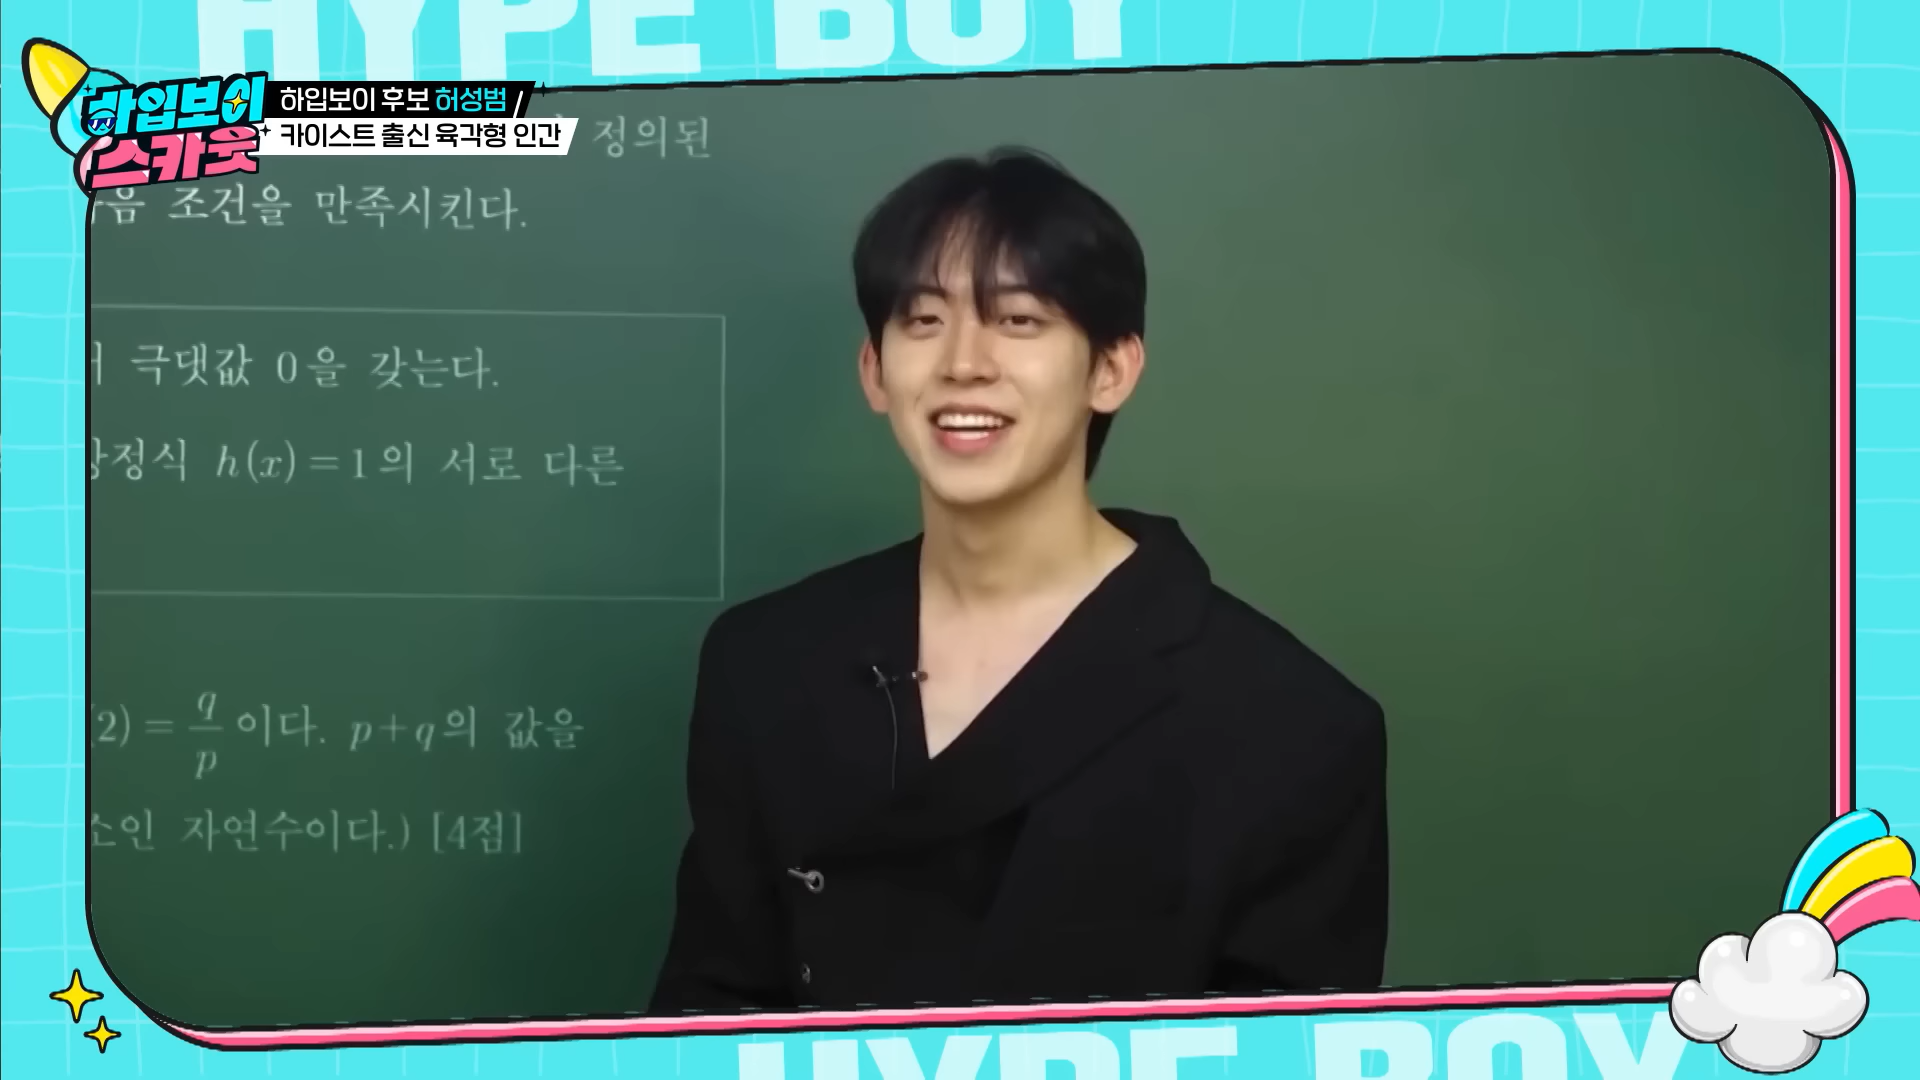 HYPE BOY
하입보이
스카웃
하입보이 후보 허성범
카이스트 출신 육각형 인간
정의된
조건을 만족시킨다.
극댓값 0을 갖는다.
방정식 h(x)=1의 서로 다른
(2) = q/p 이다. p+q의 값을
소인 자연수이다.) [4점]
HYPE BOY